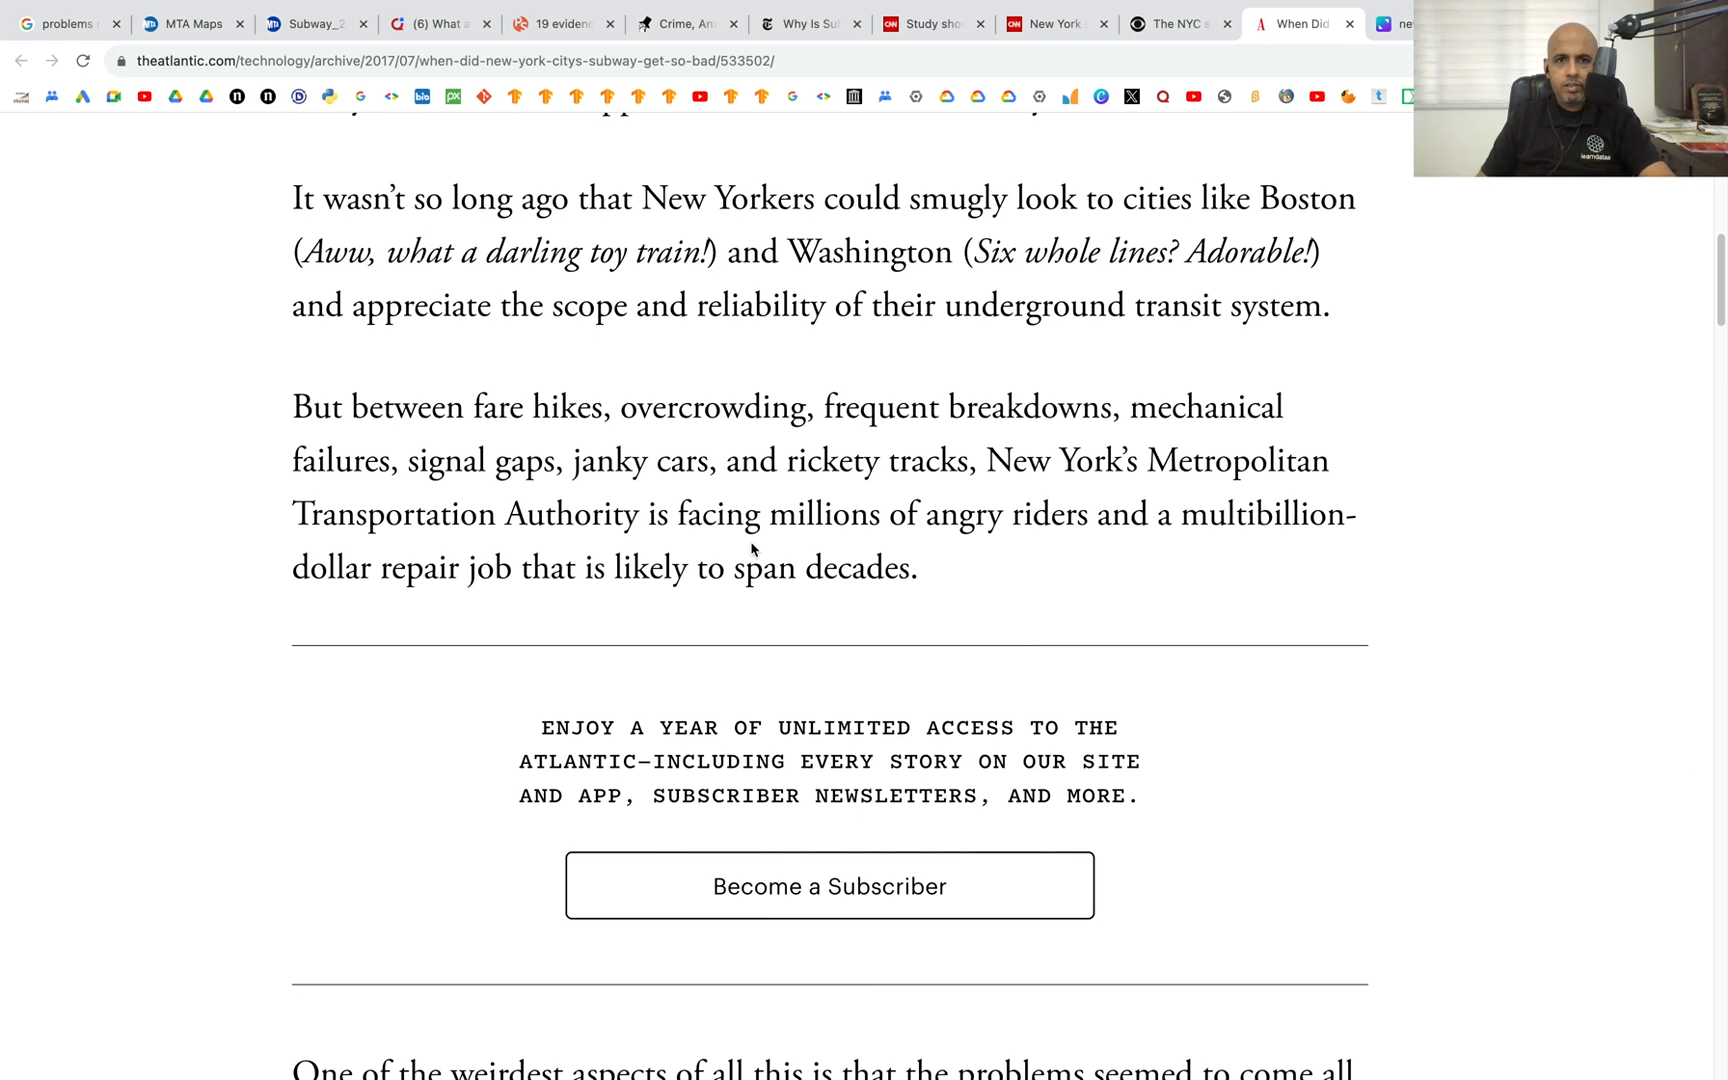 problems
MTA Maps
Subway_2
(6) What a
19 evidenc
Crime, An
Why Is Su
Study sho
New York
The NYC s
When Did
ne
theatlantic.com/technology/archive/2017/07/when-did-new-york-citys-subway-get-so-bad/533502/
It wasn’t so long ago that New Yorkers could smugly look to cities like Boston
(Aww, what a darling toy train!) and Washington (Six whole lines? Adorable!)
and appreciate the scope and reliability of their underground transit system.
But between fare hikes, overcrowding, frequent breakdowns, mechanical
failures, signal gaps, janky cars, and rickety tracks, New York’s Metropolitan
Transportation Authority is facing millions of angry riders and a multibillion-
dollar repair job that is likely to span decades.
ENJOY A YEAR OF UNLIMITED ACCESS TO THE
ATLANTIC—INCLUDING EVERY STORY ON OUR SITE
AND APP, SUBSCRIBER NEWSLETTERS, AND MORE.
Become a Subscriber
One of the weirdest aspects of all this is that the problems seemed to come all
learndataa